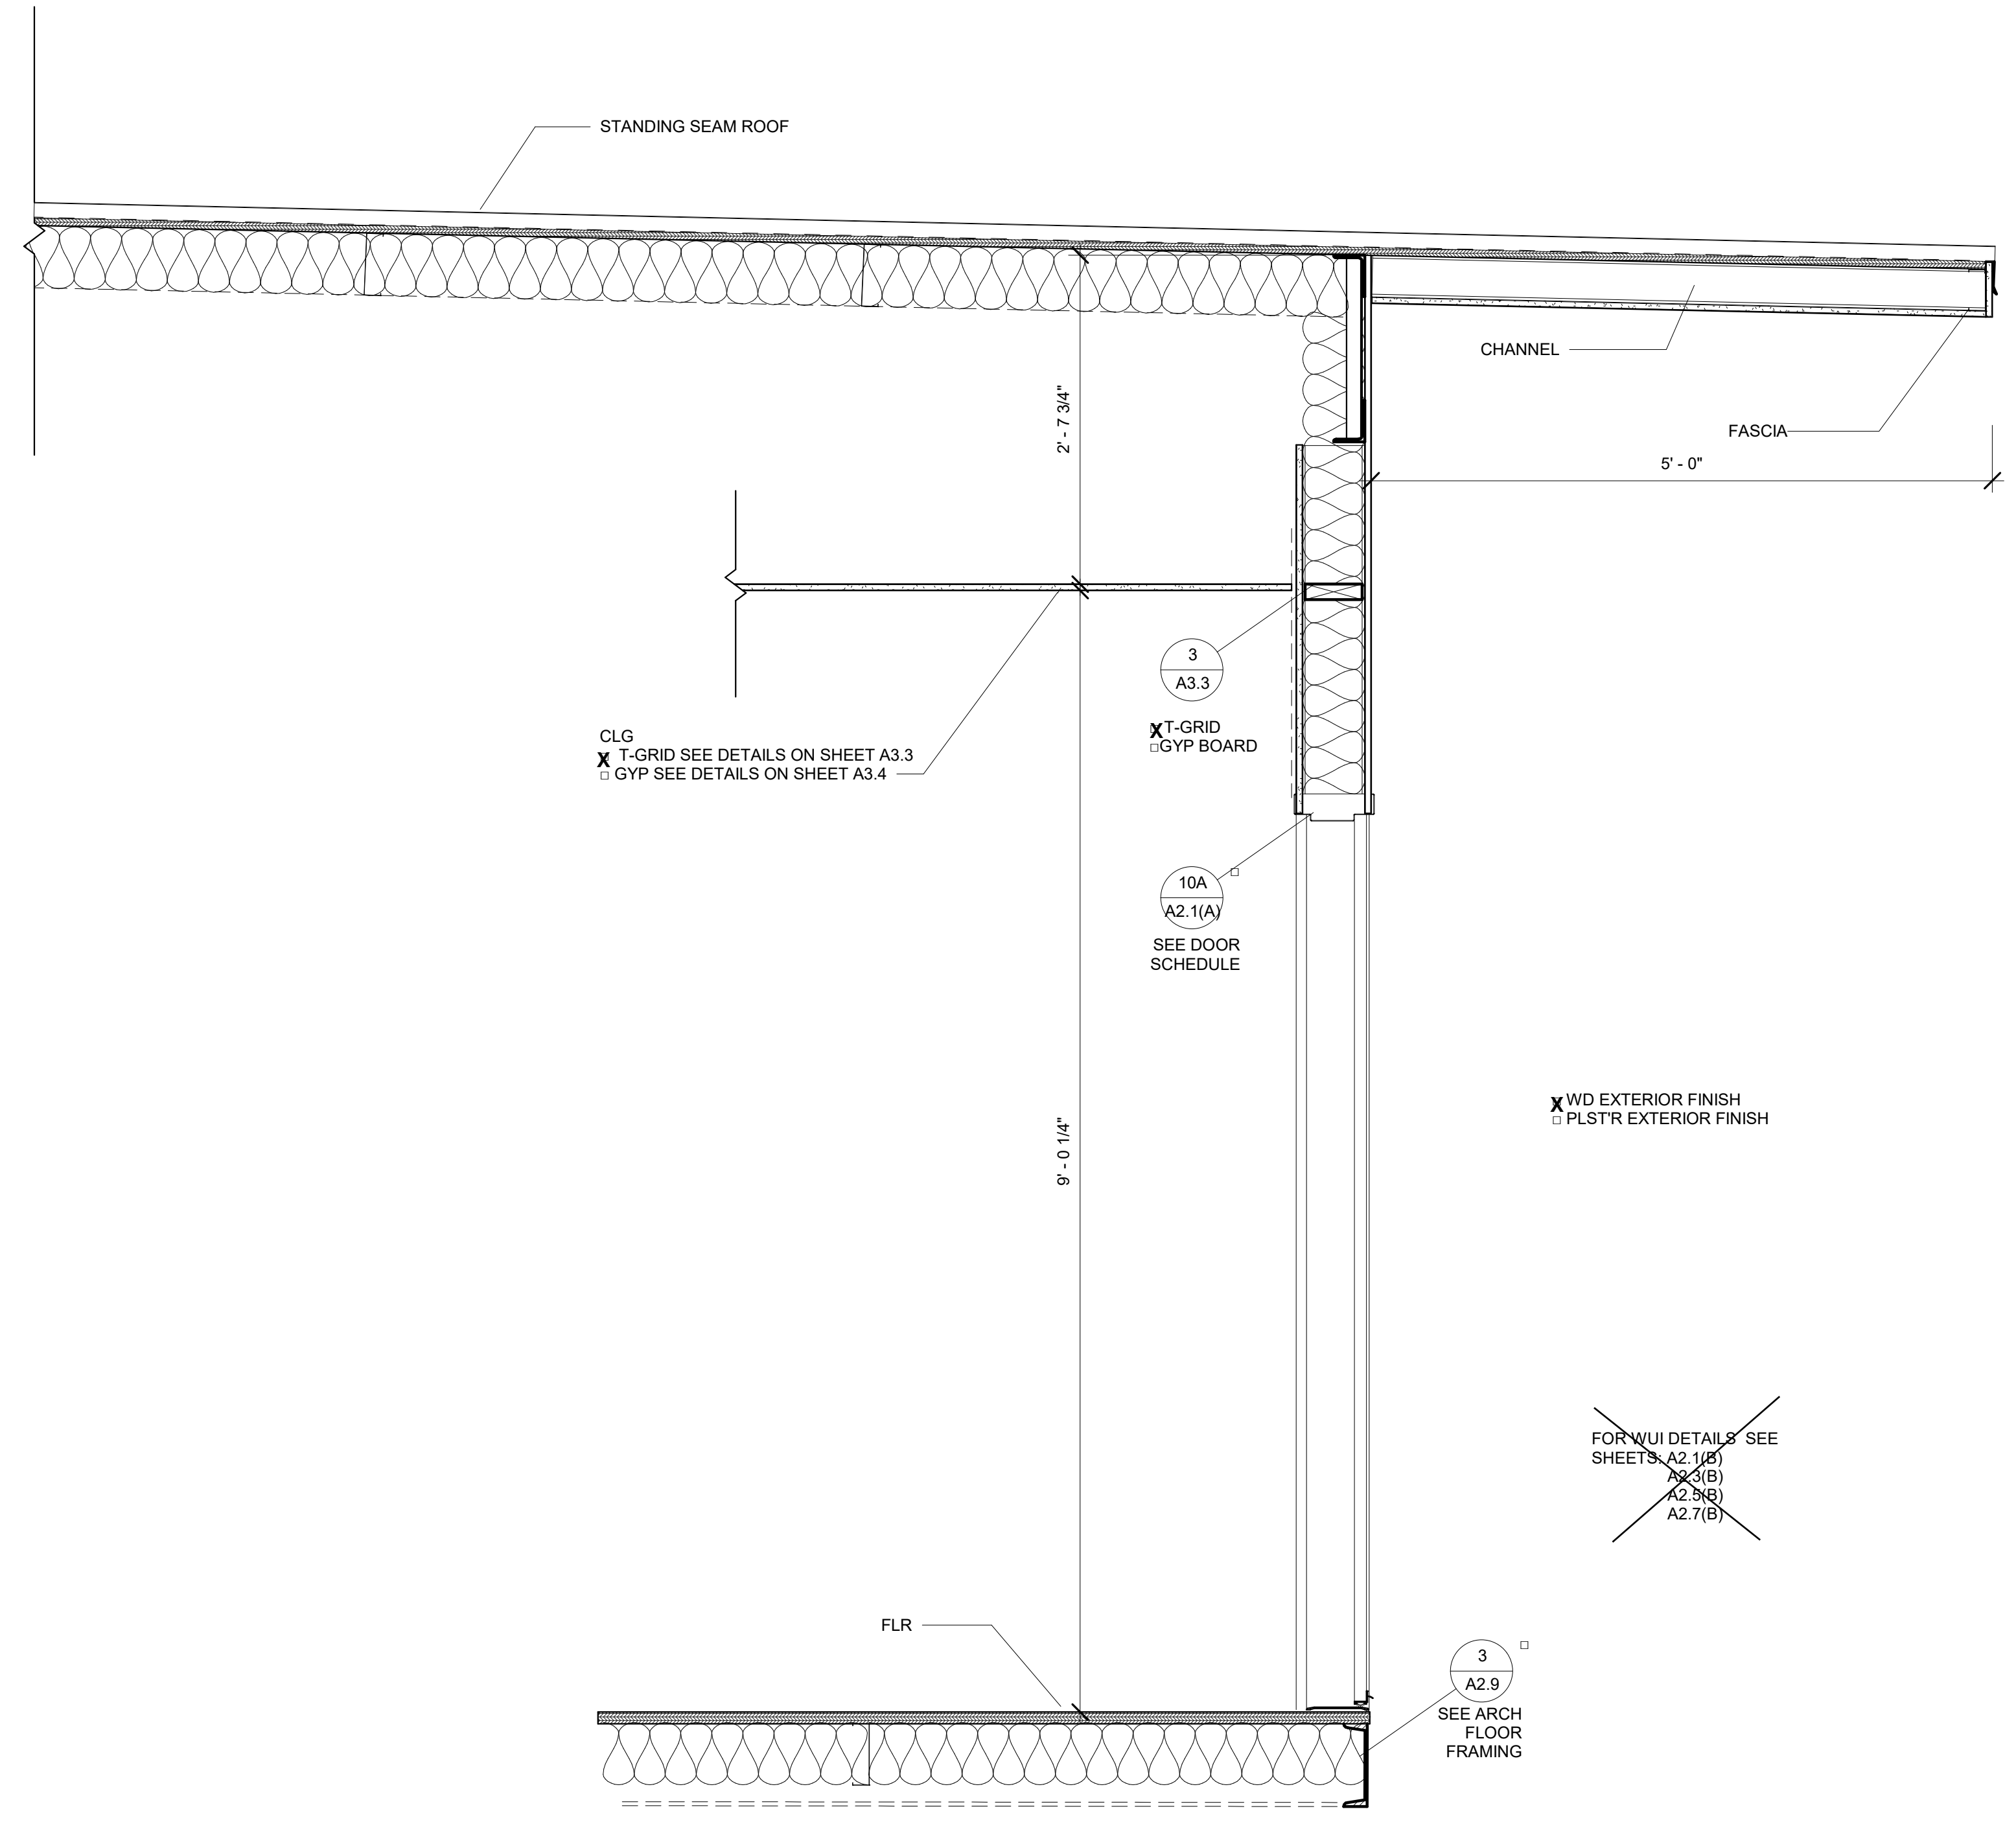 STANDING SEAM ROOF
CHANNEL
FASCIA
2' - 7 3/4"
5' - 0"
3
A3.3
X T-GRID
□ GYP BOARD
CLG
X T-GRID SEE DETAILS ON SHEET A3.3
□ GYP SEE DETAILS ON SHEET A3.4
10A
A2.1(A)
SEE DOOR
SCHEDULE
9' - 0 1/4"
X WD EXTERIOR FINISH
□ PLST'R EXTERIOR FINISH
FOR WUI DETAILS SEE
SHEETS: A2.1(B)
A2.3(B)
A2.5(B)
A2.7(B)
FLR
3
A2.9
SEE ARCH
FLOOR
FRAMING